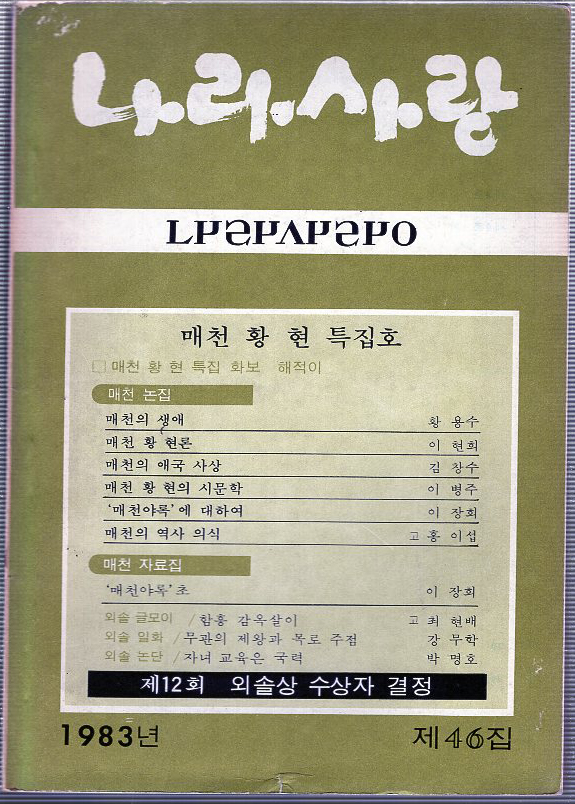 나라사랑
ㄴㅏㄹㅏㅅㅏㄹㅏㅇ
매천 황 현 특집호
□ 매천 황 현 특집 화보 해적이
매천 논집
매천의 생애 황 용수
매천 황 현론 이 현희
매천의 애국 사상 김 창수
매천 황 현의 시문학 이 병주
‘매천야록’에 대하여 이 장희
매천의 역사 의식 고 홍 이섭
매천 자료집
‘매천야록’초 이 장희
외솔 글모이 / 함흥 감옥살이 고 최 현배
외솔 일화 / 무관의 제왕과 목로 주점 강 무학
외솔 논단 / 자녀 교육은 국력 박 명호
제12회 외솔상 수상자 결정
1983년 제46집